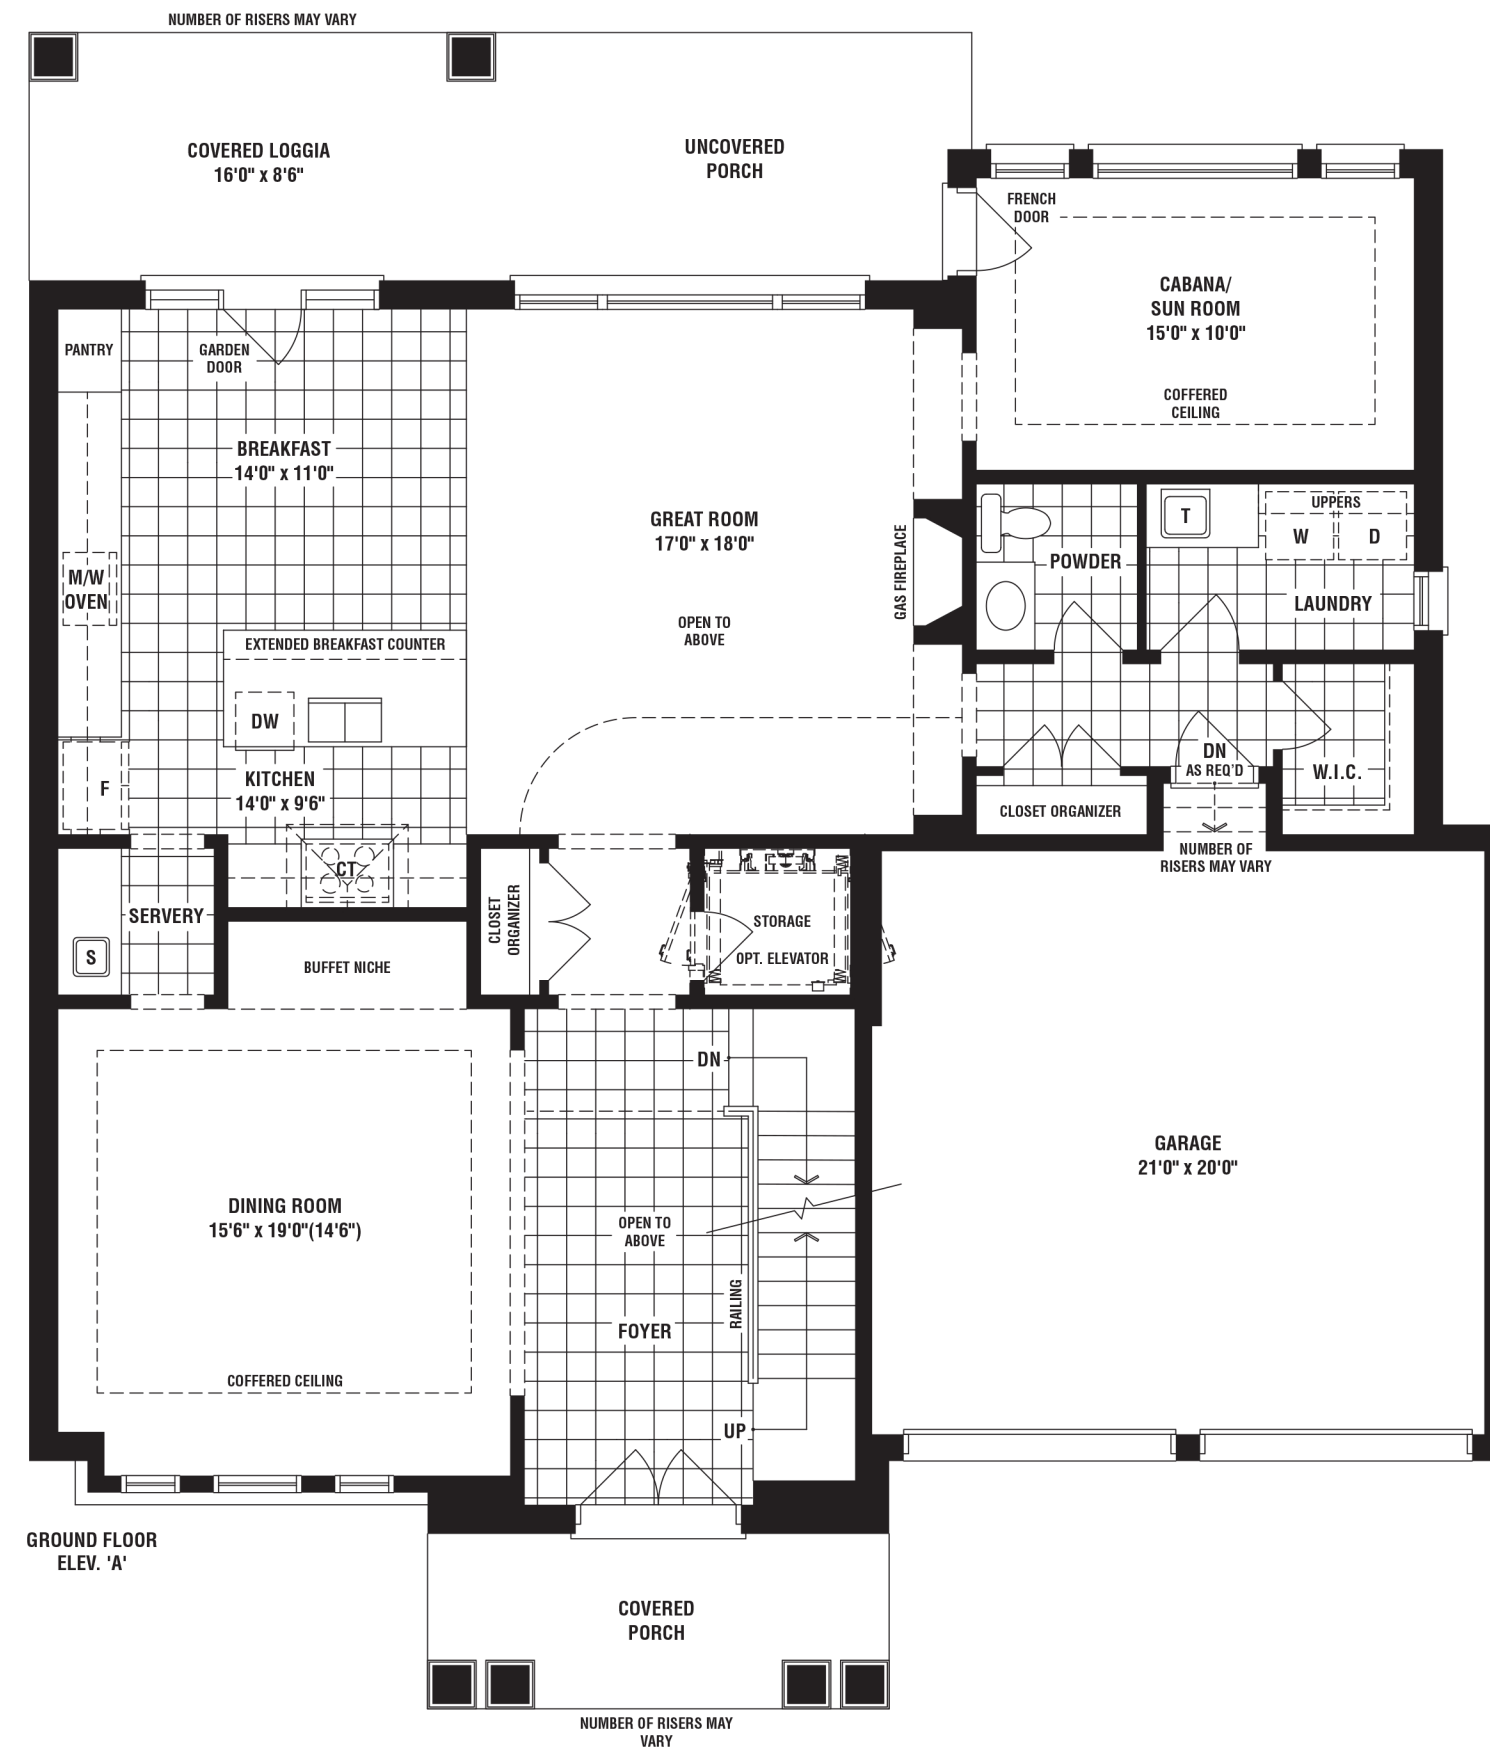 NUMBER OF RISERS MAY VARY
COVERED LOGGIA
16'0" x 8'6"
UNCOVERED
PORCH
FRENCH
DOOR
CABANA/
SUN ROOM
15'0" x 10'0"
COFFERED
CEILING
PANTRY
GARDEN
DOOR
BREAKFAST
14'0" x 11'0"
GREAT ROOM
17'0" x 18'0"
OPEN TO
ABOVE
GAS FIREPLACE
POWDER
T
UPPERS
W
D
LAUNDRY
M/W
OVEN
EXTENDED BREAKFAST COUNTER
DW
KITCHEN
14'0" x 9'6"
F
CT
DN
AS REQ'D
W.I.C.
CLOSET ORGANIZER
NUMBER OF
RISERS MAY VARY
SERVERY
S
BUFFET NICHE
CLOSET
ORGANIZER
STORAGE
OPT. ELEVATOR
DN
DINING ROOM
15'6" x 19'0"(14'6")
COFFERED CEILING
OPEN TO
ABOVE
RAILING
FOYER
UP
GARAGE
21'0" x 20'0"
GROUND FLOOR
ELEV. 'A'
COVERED
PORCH
NUMBER OF RISERS MAY
VARY